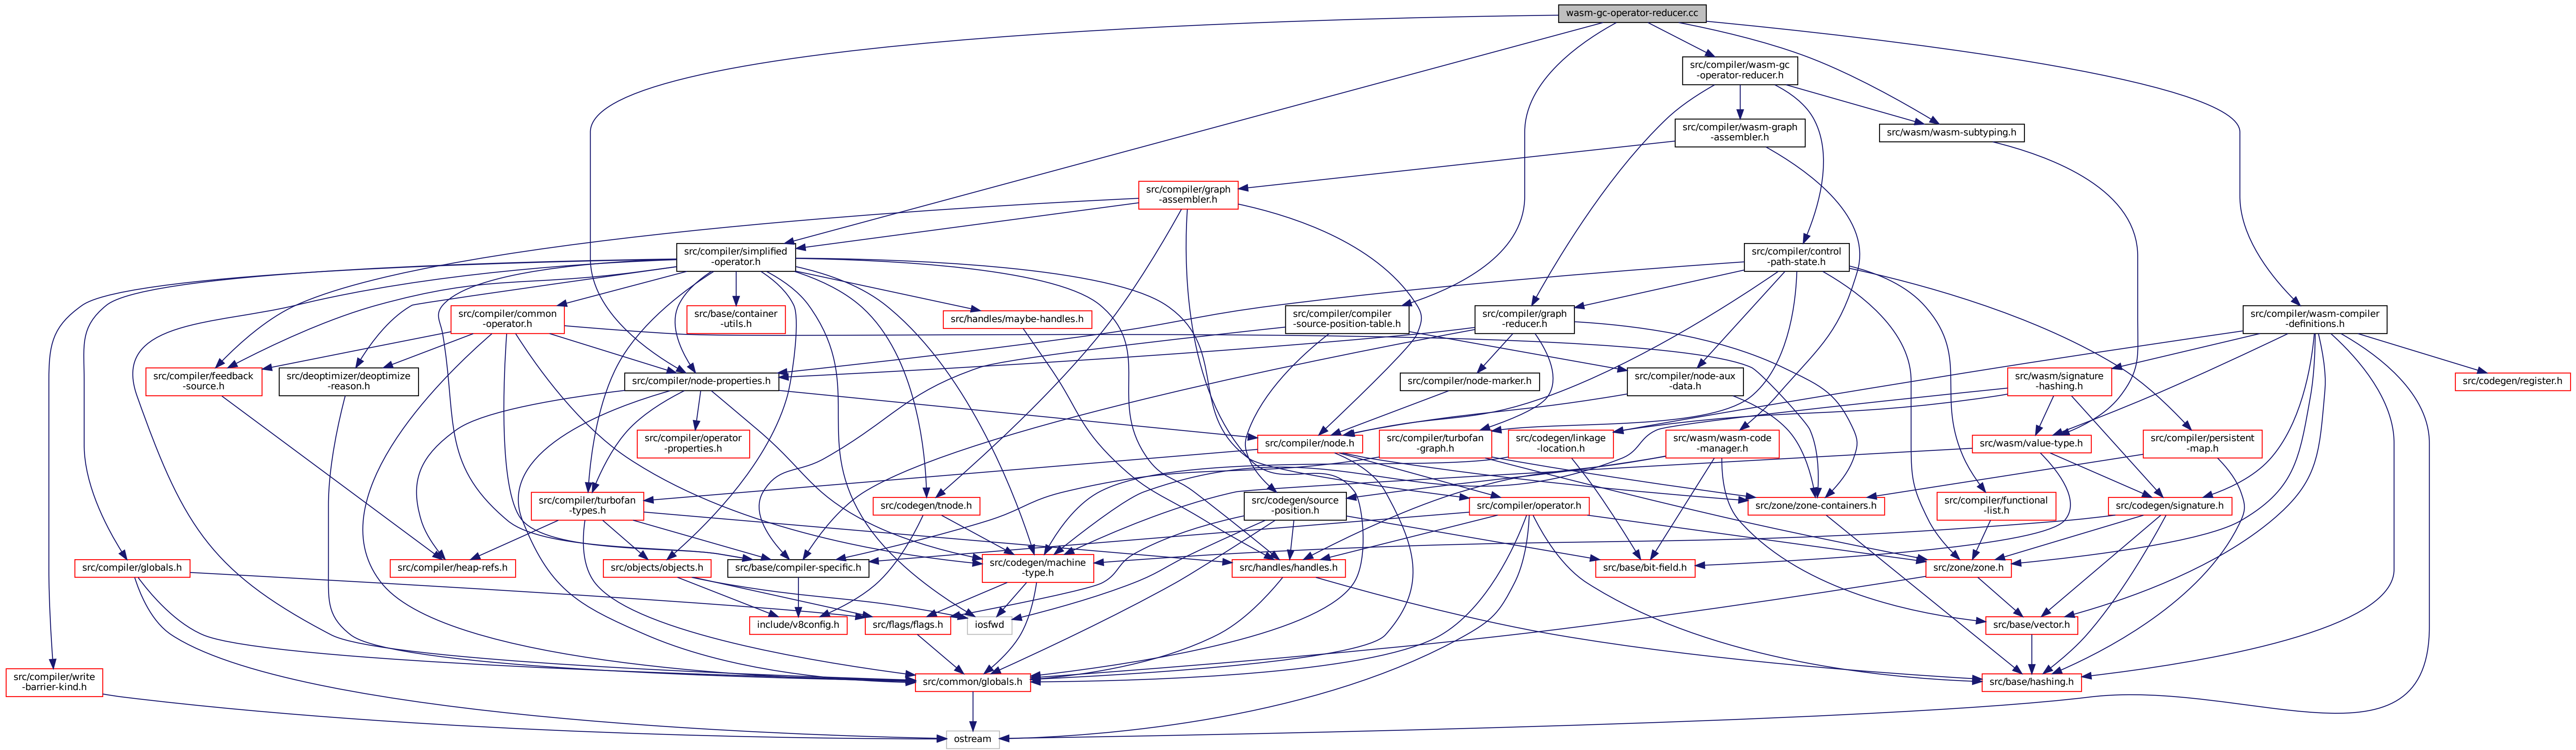 wasm-gc-operator-reducer.cc
src/compiler/wasm-gc
-operator-reducer.h
src/compiler/wasm-graph
-assembler.h
src/wasm/wasm-subtyping.h
src/compiler/graph
-assembler.h
src/compiler/simplified
-operator.h
src/compiler/control
-path-state.h
src/compiler/common
-operator.h
src/base/container
-utils.h
src/handles/maybe-handles.h
src/compiler/compiler
-source-position-table.h
src/compiler/graph
-reducer.h
src/compiler/wasm-compiler
-definitions.h
src/compiler/feedback
-source.h
src/deoptimizer/deoptimize
-reason.h
src/compiler/node-properties.h
src/compiler/node-marker.h
src/compiler/node-aux
-data.h
src/wasm/signature
-hashing.h
src/codegen/register.h
src/compiler/operator
-properties.h
src/compiler/node.h
src/compiler/turbofan
-graph.h
src/codegen/linkage
-location.h
src/wasm/wasm-code
-manager.h
src/wasm/value-type.h
src/compiler/persistent
-map.h
src/compiler/turbofan
-types.h
src/codegen/tnode.h
src/codegen/source
-position.h
src/compiler/operator.h
src/zone/zone-containers.h
src/compiler/functional
-list.h
src/codegen/signature.h
src/compiler/globals.h
src/compiler/heap-refs.h
src/objects/objects.h
src/base/compiler-specific.h
src/codegen/machine
-type.h
src/handles/handles.h
src/base/bit-field.h
src/zone/zone.h
include/v8config.h
src/flags/flags.h
iosfwd
src/base/vector.h
src/compiler/write
-barrier-kind.h
src/common/globals.h
src/base/hashing.h
ostream